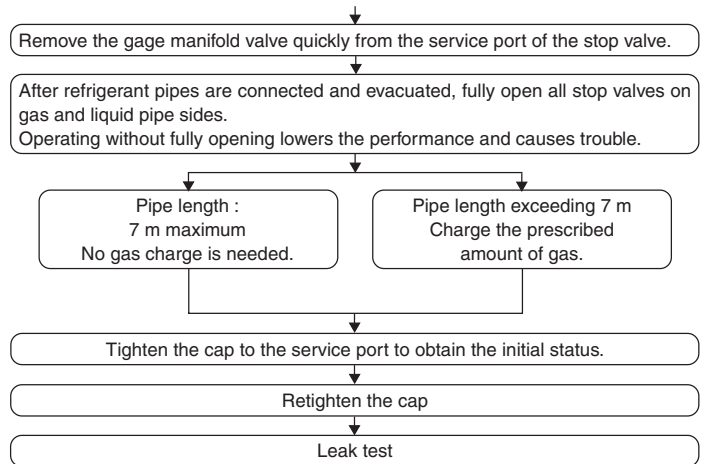 Remove the gage manifold valve quickly from the service port of the stop valve.
After refrigerant pipes are connected and evacuated, fully open all stop valves on
gas and liquid pipe sides.
Operating without fully opening lowers the performance and causes trouble.
Pipe length :
7 m maximum
No gas charge is needed.
Pipe length exceeding 7 m
Charge the prescribed
amount of gas.
Tighten the cap to the service port to obtain the initial status.
Retighten the cap
Leak test